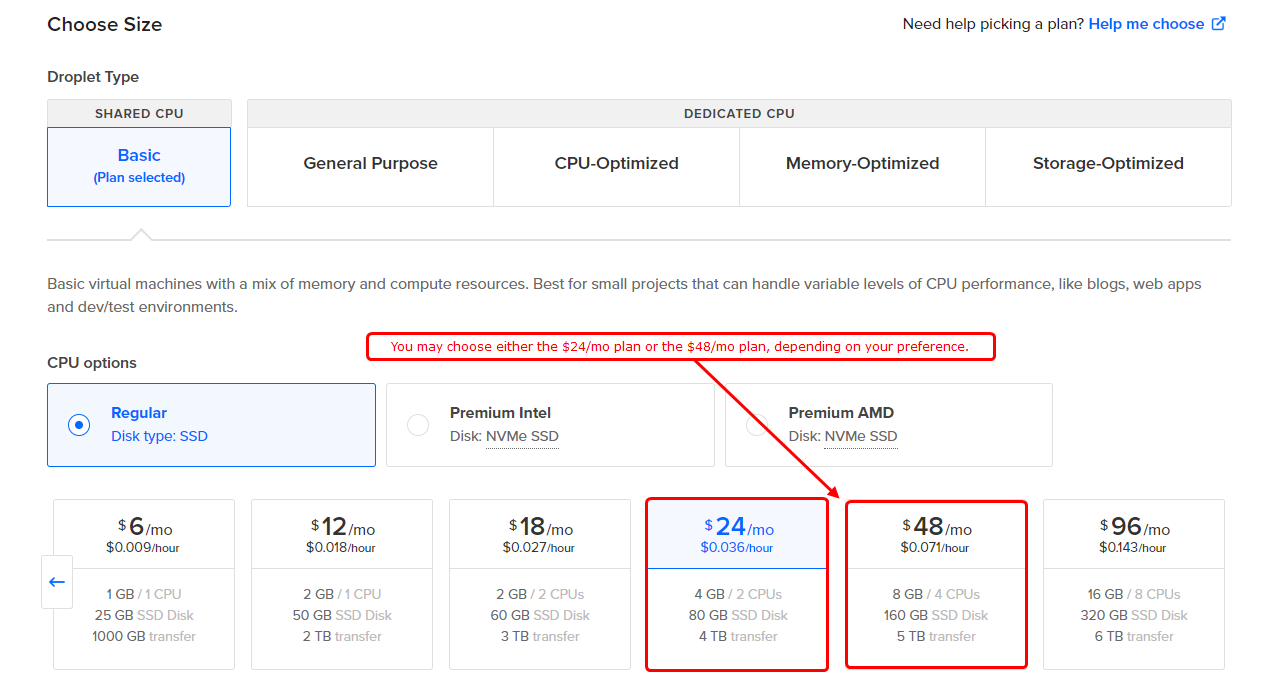 Choose Size
Need help picking a plan? Help me choose
Droplet Type
SHARED CPU
DEDICATED CPU
Basic
(Plan selected)
General Purpose
CPU-Optimized
Memory-Optimized
Storage-Optimized
Basic virtual machines with a mix of memory and compute resources. Best for small projects that can handle variable levels of CPU performance, like blogs, web apps
and dev/test environments.
You may choose either the $24/mo plan or the $48/mo plan, depending on your preference.
CPU options
Regular
Disk type: SSD
Premium Intel
Disk: NVMe SSD
Premium AMD
Disk: NVMe SSD
$6/mo
$0.009/hour
1 GB / 1 CPU
25 GB SSD Disk
1000 GB transfer
$12/mo
$0.018/hour
2 GB / 1 CPU
50 GB SSD Disk
2 TB transfer
$18/mo
$0.027/hour
2 GB / 2 CPUs
60 GB SSD Disk
3 TB transfer
$24/mo
$0.036/hour
4 GB / 2 CPUs
80 GB SSD Disk
4 TB transfer
$48/mo
$0.071/hour
8 GB / 4 CPUs
160 GB SSD Disk
5 TB transfer
$96/mo
$0.143/hour
16 GB / 8 CPUs
320 GB SSD Disk
6 TB transfer